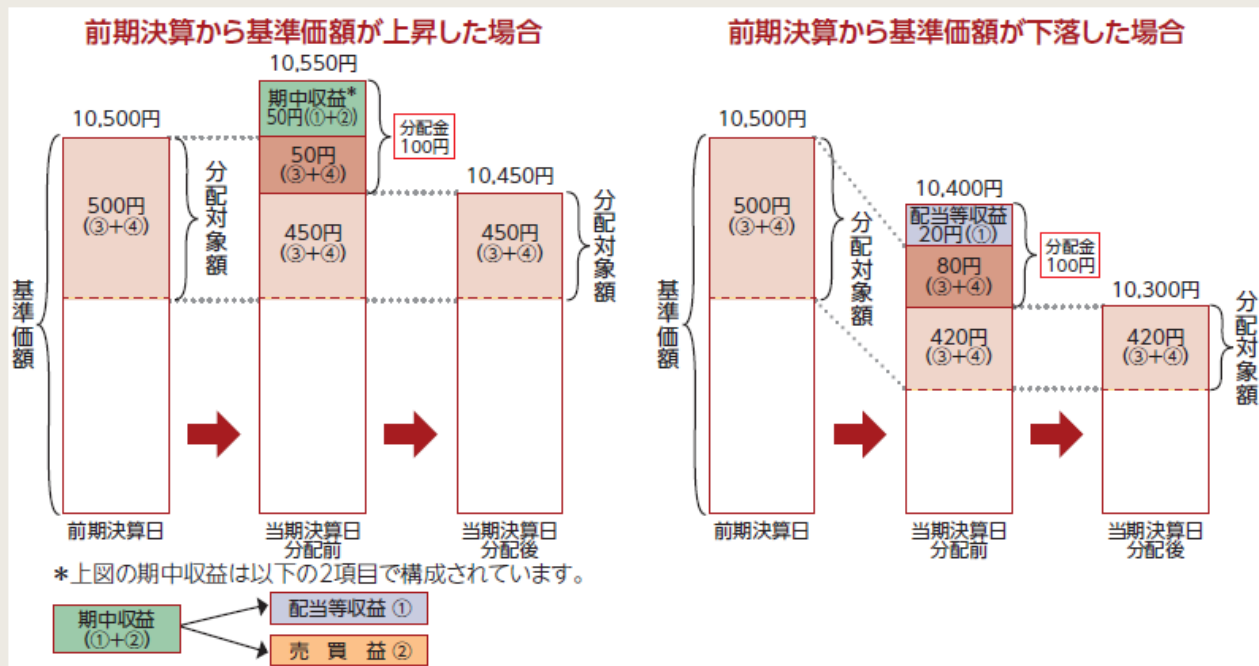 前期決算から基準価額が上昇した場合
10,550円
10,500円
期中収益*
50円(①+②)
分配金
100円
50円
(③+④)
500円
(③+④)
分配対象額
10,450円
450円
(③+④)
450円
(③+④)
分配対象額
基準価額
前期決算日
当期決算日
分配前
当期決算日
分配後
*上図の期中収益は以下の2項目で構成されています。
期中収益
(①+②)
配当等収益 ①
売 買 益 ②
前期決算から基準価額が下落した場合
10,500円
500円
(③+④)
分配対象額
10,400円
配当等収益
20円(①)
分配金
100円
80円
(③+④)
420円
(③+④)
10,300円
420円
(③+④)
分配対象額
基準価額
前期決算日
当期決算日
分配前
当期決算日
分配後